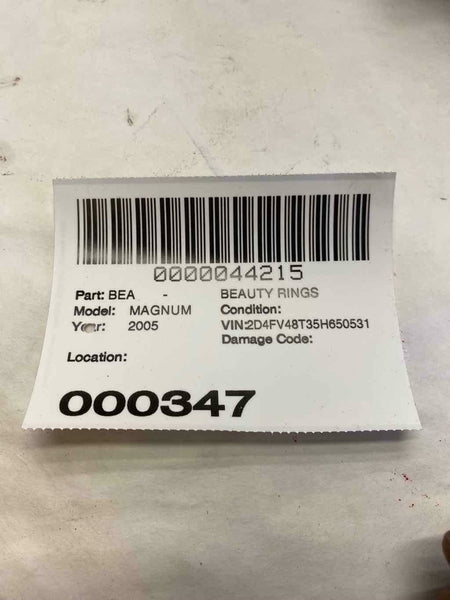 0000044215
Part: BEA - BEAUTY RINGS
Model: MAGNUM Condition:
Year: 2005 VIN:2D4FV48T35H650531
Damage Code:
Location:
000347